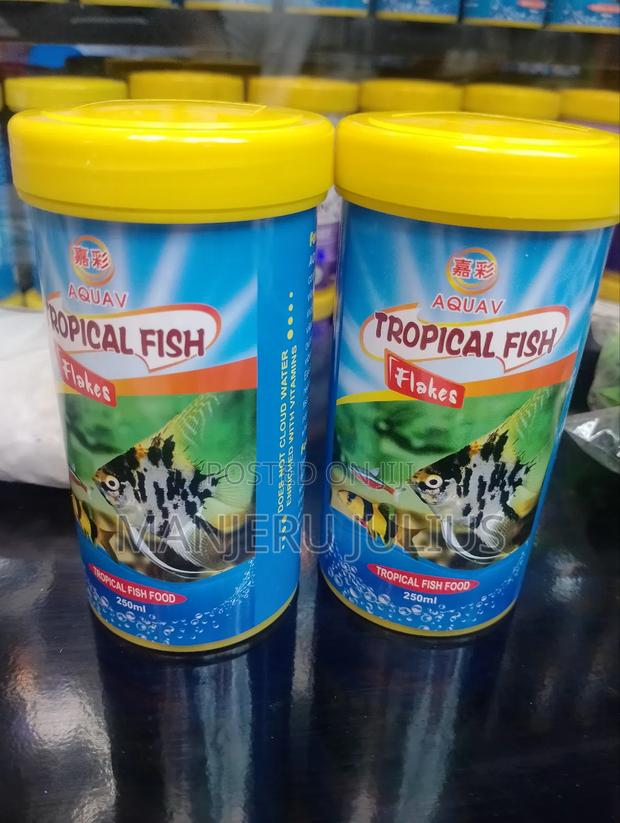 嘉彩
AQUAV
ROPICAL FISH
Flakes
DOES NOT CLOUD WATER
ENRICHED WITH VITAMINS
TROPICAL FISH FOOD
250ml
嘉彩
AQUAV
TROPICAL FISH
Flakes
TROPICAL FISH FOOD
250ml
POSTED ON JIJI
MANJERU JULIUS